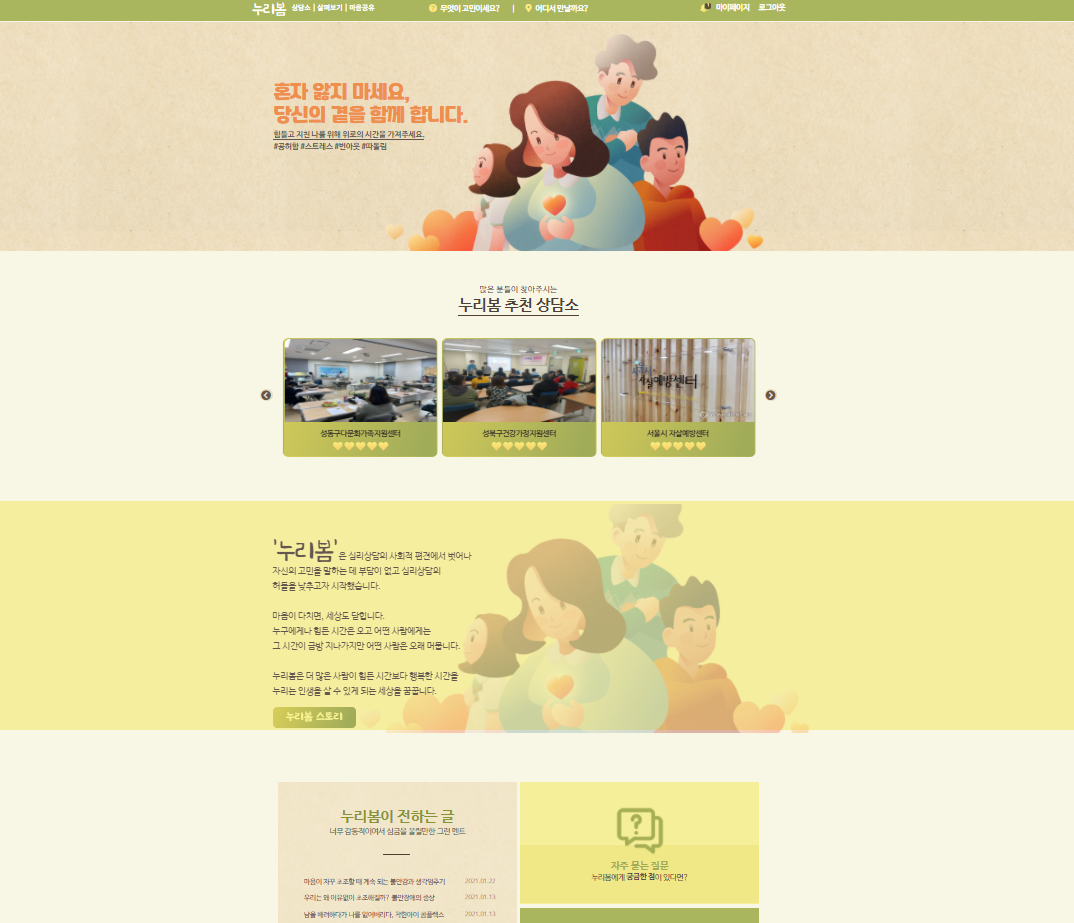 누리봄 상담소 | 살펴보기 | 마음공유
무엇이 고민이세요? | 어디서 만날까요?
마이페이지 로그아웃
혼자 앓지 마세요,
당신의 곁을 함께 합니다.
힘들고 지친 나를 위해 위로의 시간을 가져주세요.
#공허함 #스트레스 #번아웃 #따돌림
많은 분들이 찾아주시는
누리봄 추천 상담소
자살예방센터
성동구다문화가족지원센터
성북구건강가정지원센터
서울시 자살예방센터
'누리봄' 은 심리상담의 사회적 편견에서 벗어나
자신의 고민을 말하는 데 부담이 없고 심리상담의
허들을 낮추고자 시작했습니다.
마음이 다치면, 세상도 닫힙니다.
누구에게나 힘든 시간은 오고 어떤 사람에게는
그 시간이 금방 지나가지만 어떤 사람은 오래 머뭅니다.
누리봄은 더 많은 사람이 힘든 시간보다 행복한 시간을
누리는 인생을 살 수 있게 되는 세상을 꿈꿉니다.
누리봄 스토리
누리봄이 전하는 글
너무 감동적이여서 심금을 울릴만한 그런 멘트
마음이 자꾸 초조할 때 계속 되는 불안감과 생각멈추기 2021.01.22
우리는 왜 이유없이 초조해질까? 불안장애의 증상 2021.01.13
남을 배려하다가 나를 잃어버리다, 착한아이 콤플렉스 2021.01.13
자주 묻는 질문
누리봄에게 궁금한 점이 있다면?